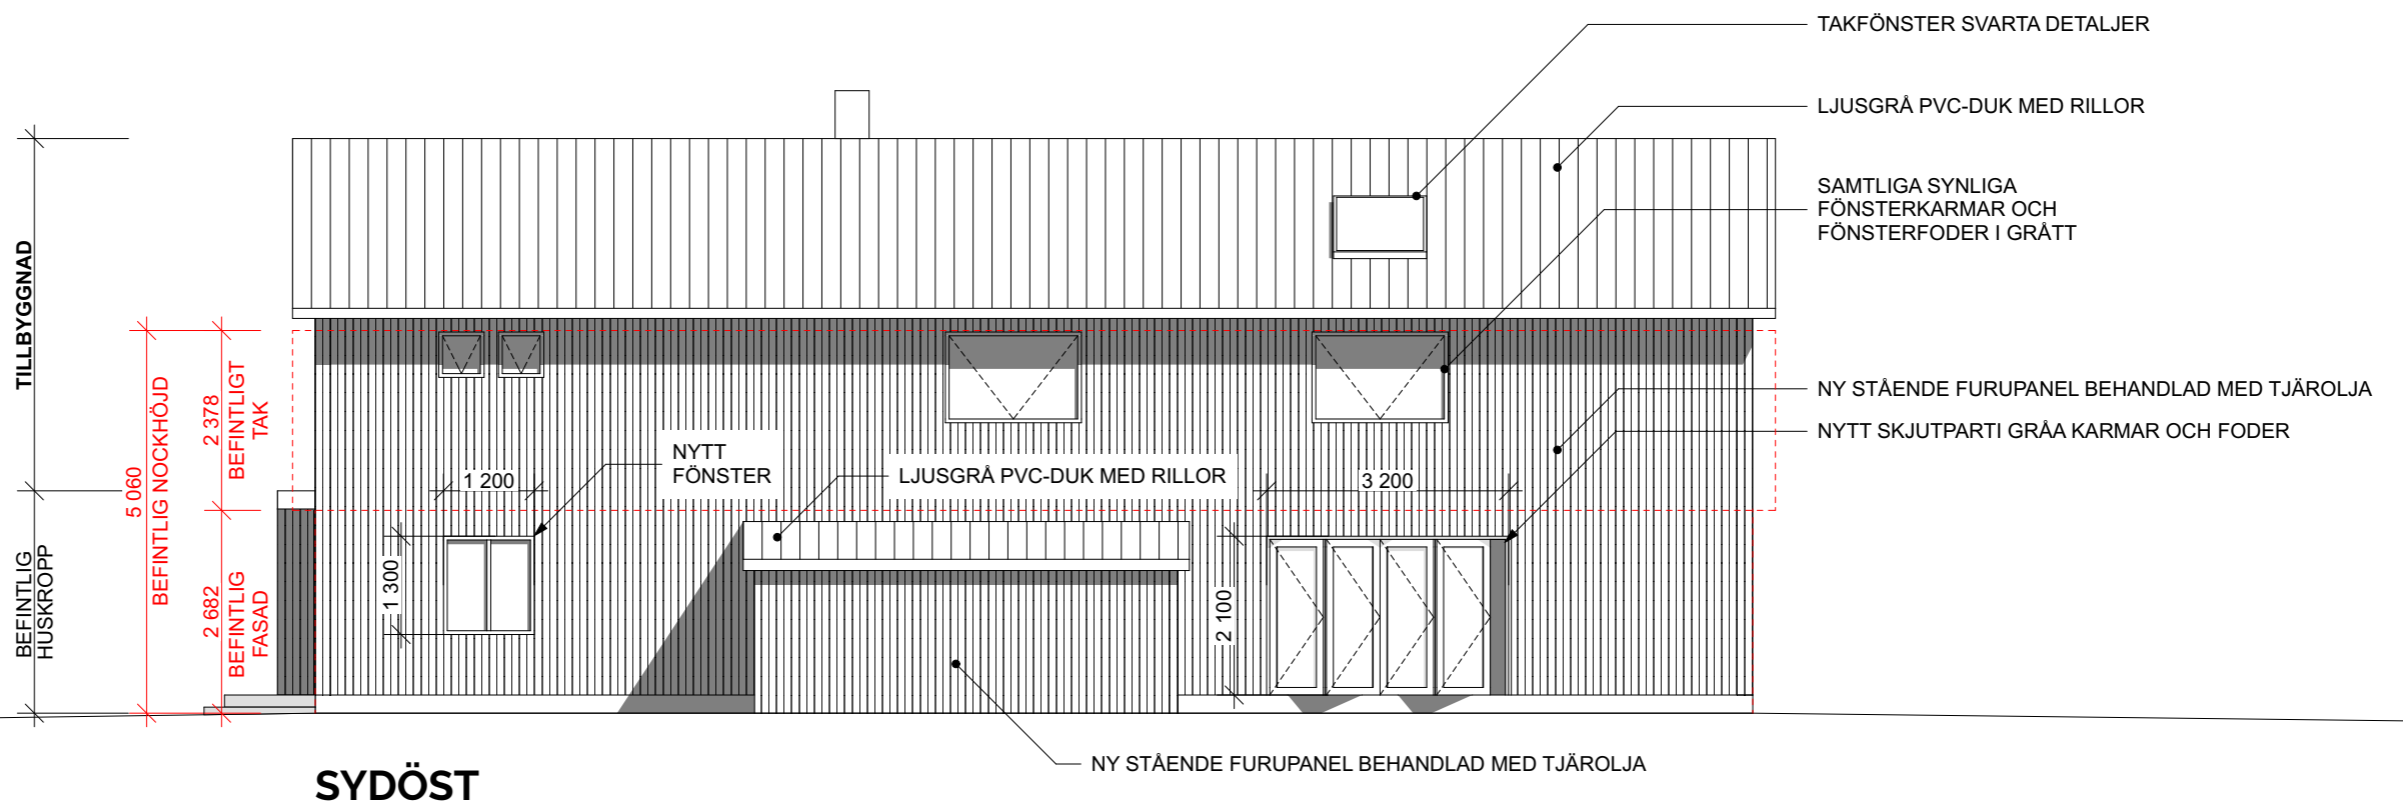 TAKFÖNSTER SVARTA DETALJER
LJUSGRÅ PVC-DUK MED RILLOR
SAMTLIGA SYNLIGA
FÖNSTERKARMAR OCH
FÖNSTERFODER I GRÅTT
NY STÅENDE FURUPANEL BEHANDLAD MED TJÄROLJA
NYTT SKJUTPARTI GRÅA KARMAR OCH FODER
TILLBYGGNAD
BEFINTLIG
HUSKROPP
5 060
BEFINTLIG NOCKHÖJD
2 378
BEFINTLIGT
TAK
2 682
BEFINTLIG
FASAD
1 200
1 300
NYTT
FÖNSTER
LJUSGRÅ PVC-DUK MED RILLOR
3 200
2 100
NY STÅENDE FURUPANEL BEHANDLAD MED TJÄROLJA
SYDÖST